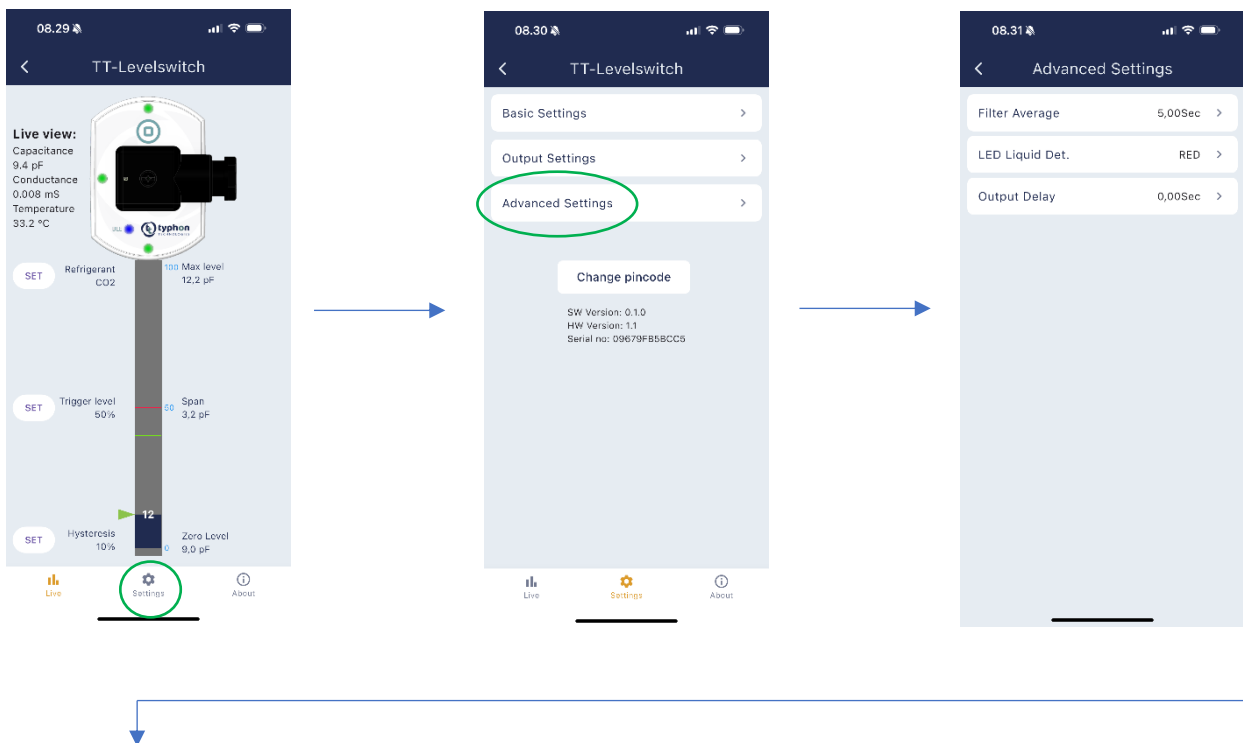 08.29
TT-Levelswitch
Live view:
Capacitance
9.4 pF
Conductance
0.008 mS
Temperature
33.2 °C
typhon
SET
Refrigerant
CO2
100
Max level
12,2 pF
SET
Trigger level
50%
50
Span
3,2 pF
12
SET
Hysteresis
10%
0
Zero Level
9,0 pF
Live
Settings
About
08.30
TT-Levelswitch
Basic Settings
Output Settings
Advanced Settings
Change pincode
SW Version: 0.1.0
HW Version: 1.1
Serial no: 09679FB5BCC5
Live
Settings
About
08.31
Advanced Settings
Filter Average 5,00Sec
LED Liquid Det. RED
Output Delay 0,00Sec